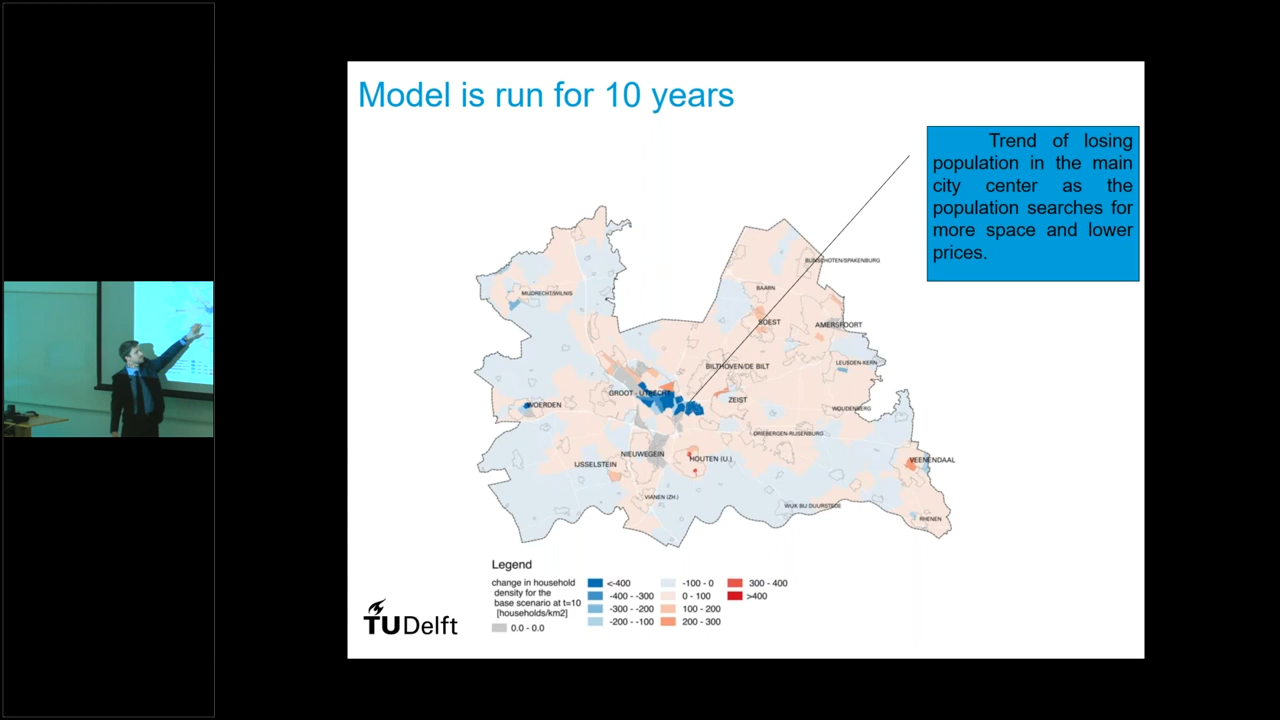 Model is run for 10 years
Trend of losing
population in the main
city center as the
population searches for
more space and lower
prices.
BUNSCHOTEN/SPAKENBURG
BAARN
MIJDRECHT/WILNIS
SOEST
AMERSFOORT
LEUSDEN-KERN
BILTHOVEN/DE BILT
GROOT - UTRECHT
ZEIST
WOERDEN
WOUDENBERG
DRIEBERGEN-RIJSENBURG
NIEUWEGEIN
HOUTEN (U.)
VEENENDAAL
IJSSELSTEIN
VIANEN (ZH.)
WIJK BIJ DUURSTEDE
RHENEN
Legend
change in household
density for the
base scenario at t=10
[households/km2]
0.0 - 0.0
<-400
-400 - -300
-300 - -200
-200 - -100
-100 - 0
0 - 100
100 - 200
200 - 300
300 - 400
>400
TUDelft